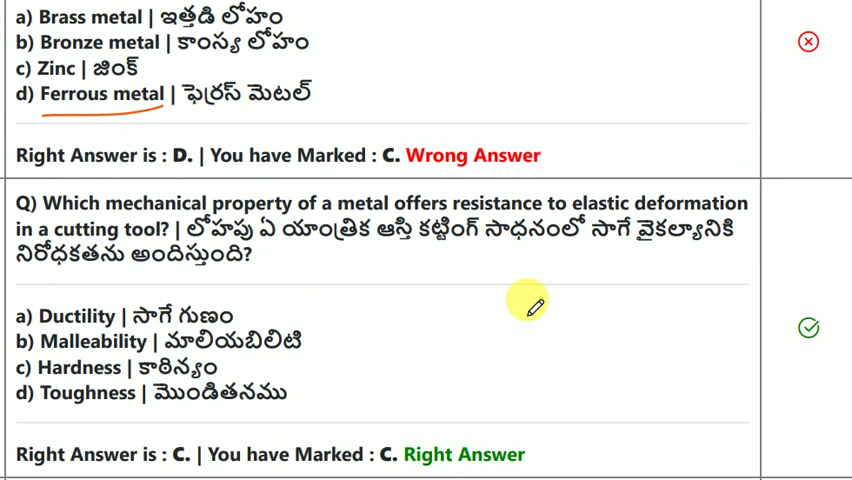 a) Brass metal | ఇత్తడి లోహం
b) Bronze metal | కాంస్య లోహం
c) Zinc | జింక్
d) Ferrous metal | ఫెర్రస్ మెటల్
Right Answer is : D. | You have Marked : C. Wrong Answer
Q) Which mechanical property of a metal offers resistance to elastic deformation
in a cutting tool? | లోహపు ఏ యాంత్రిక ఆస్తి కట్టింగ్ సాధనంలో సాగే వైకల్యానికి
నిరోధకతను అందిస్తుంది?
a) Ductility | సాగే గుణం
b) Malleability | మాలియబిలిటి
c) Hardness | కాఠిన్యం
d) Toughness | మొండితనము
Right Answer is : C. | You have Marked : C. Right Answer